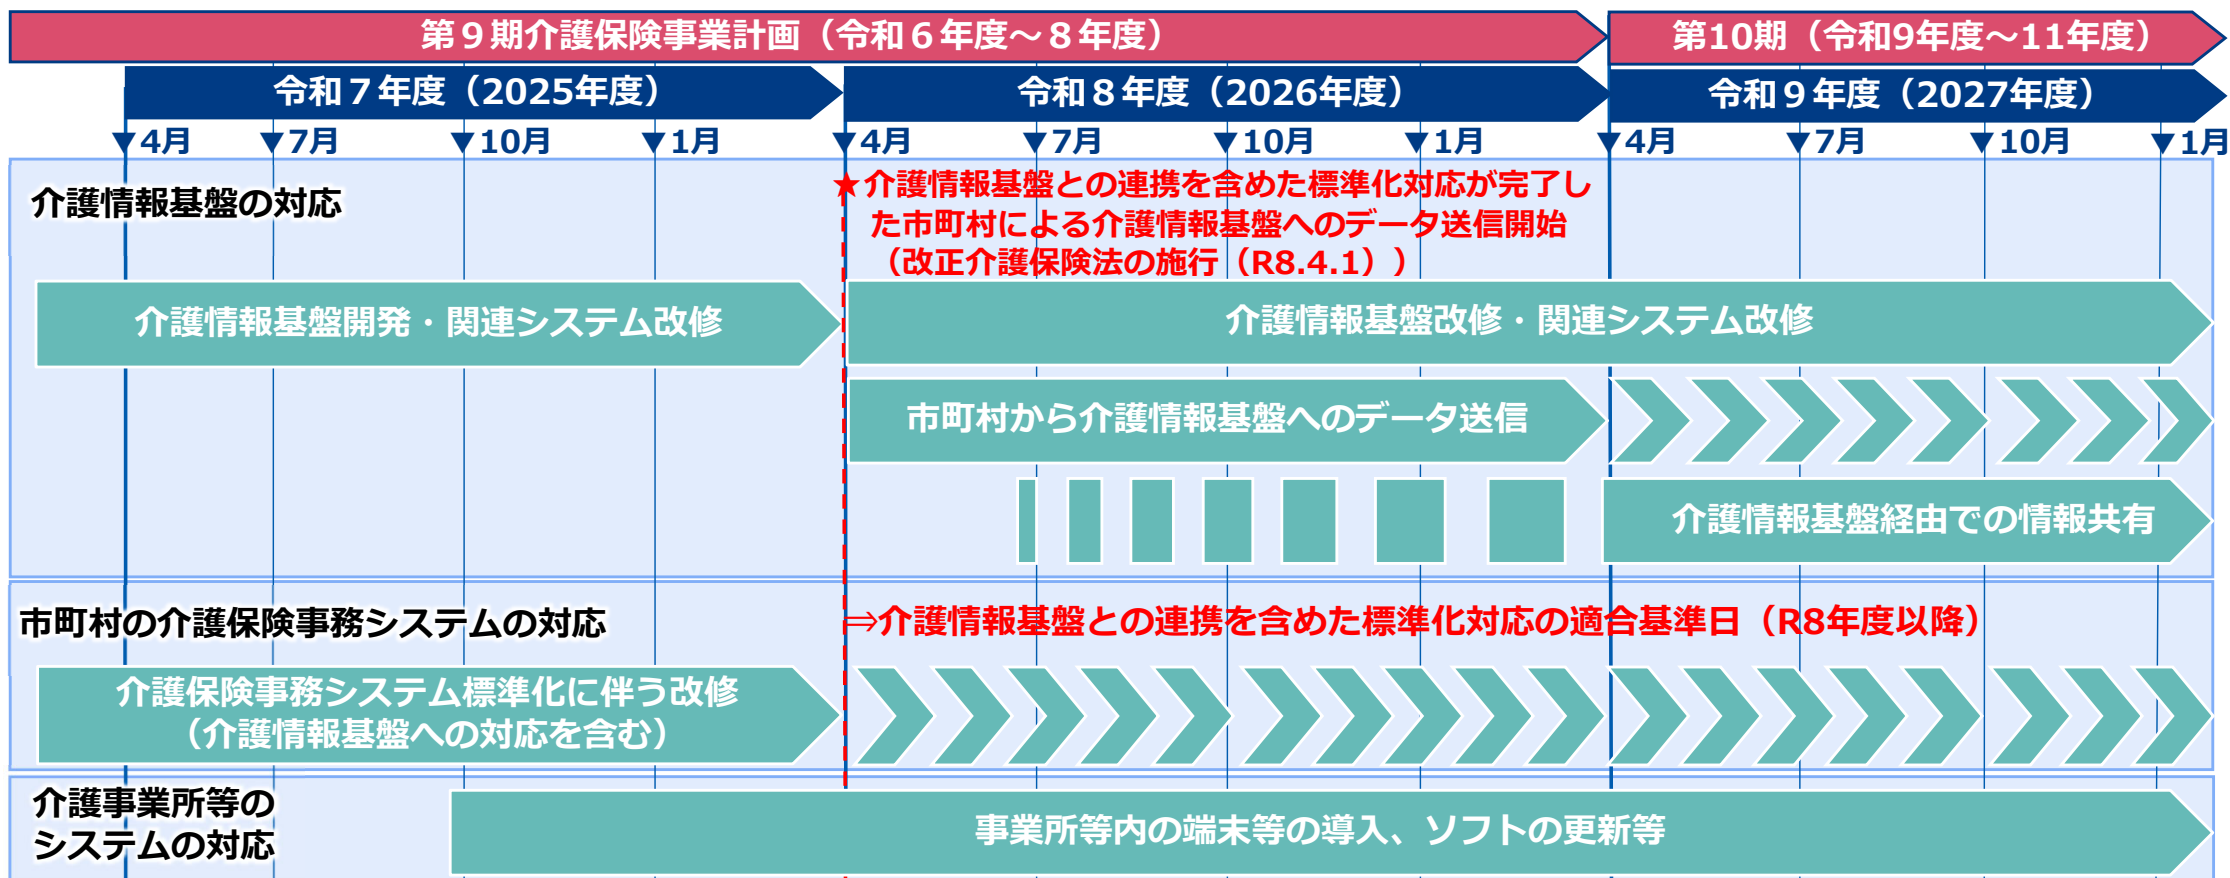 第９期介護保険事業計画（令和６年度～８年度）
第10期（令和9年度～11年度）
令和７年度（2025年度）
令和８年度（2026年度）
令和９年度（2027年度）
▼4月
▼7月
▼10月
▼1月
▼4月
▼7月
▼10月
▼1月
▼4月
▼7月
▼10月
▼1月
介護情報基盤の対応
★介護情報基盤との連携を含めた標準化対応が完了し
た市町村による介護情報基盤へのデータ送信開始
（改正介護保険法の施行（R8.4.1））
介護情報基盤開発・関連システム改修
介護情報基盤改修・関連システム改修
市町村から介護情報基盤へのデータ送信
介護情報基盤経由での情報共有
市町村の介護保険事務システムの対応
⇒介護情報基盤との連携を含めた標準化対応の適合基準日（R8年度以降）
介護保険事務システム標準化に伴う改修
（介護情報基盤への対応を含む）
介護事業所等の
システムの対応
事業所等内の端末等の導入、ソフトの更新等